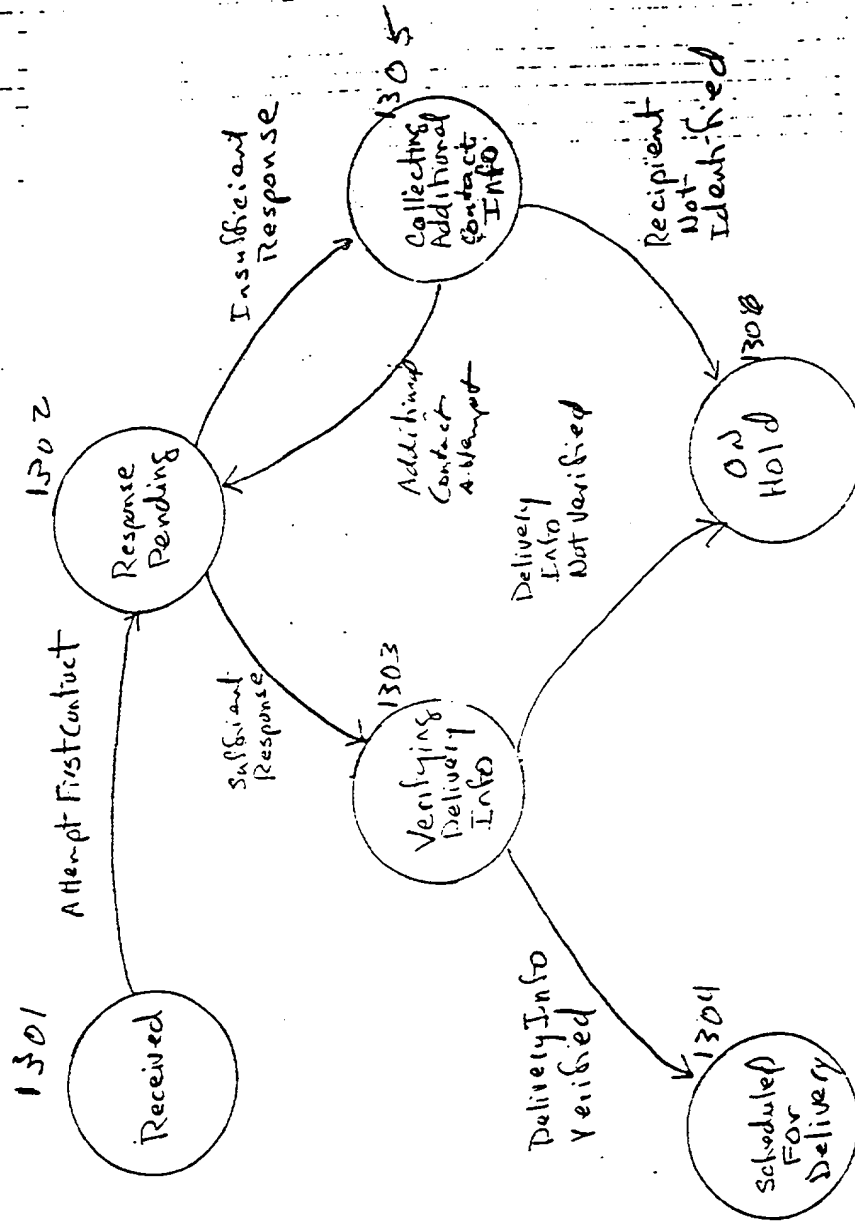 1301
Received
Attempt First Contact
1302
Response
Pending
Insufficient
Response
1305
Collecting
Additional
Contact
Info
Additional
Contact
Attempt
Sufficient
Response
1303
Verifying
Delivery
Info
Delivery
Info
Not Verified
Recipient
Not
Identified
ON
Hold
Delivery Info
Verified
1304
Scheduled
For
Delivery